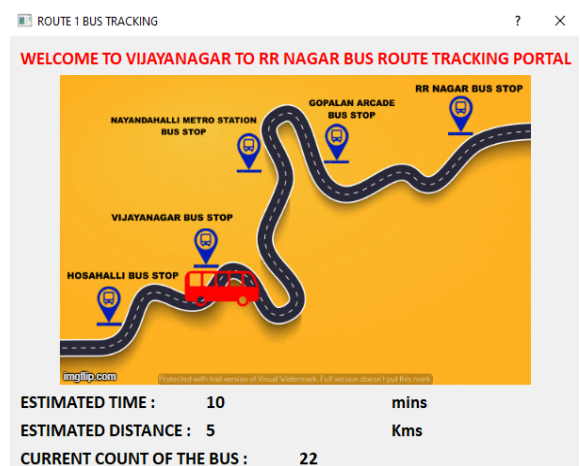 ROUTE 1 BUS TRACKING
WELCOME TO VIJAYANAGAR TO RR NAGAR BUS ROUTE TRACKING PORTAL
RR NAGAR BUS STOP
GOPALAN ARCADE
BUS STOP
NAYANDAHALLI METRO STATION
BUS STOP
VIJAYANAGAR BUS STOP
HOSAHALLI BUS STOP
imgflip.com
Protected with trial version of Visual Watermark. Full version doesn't put this mark.
ESTIMATED TIME : 10 mins
ESTIMATED DISTANCE : 5 Kms
CURRENT COUNT OF THE BUS : 22